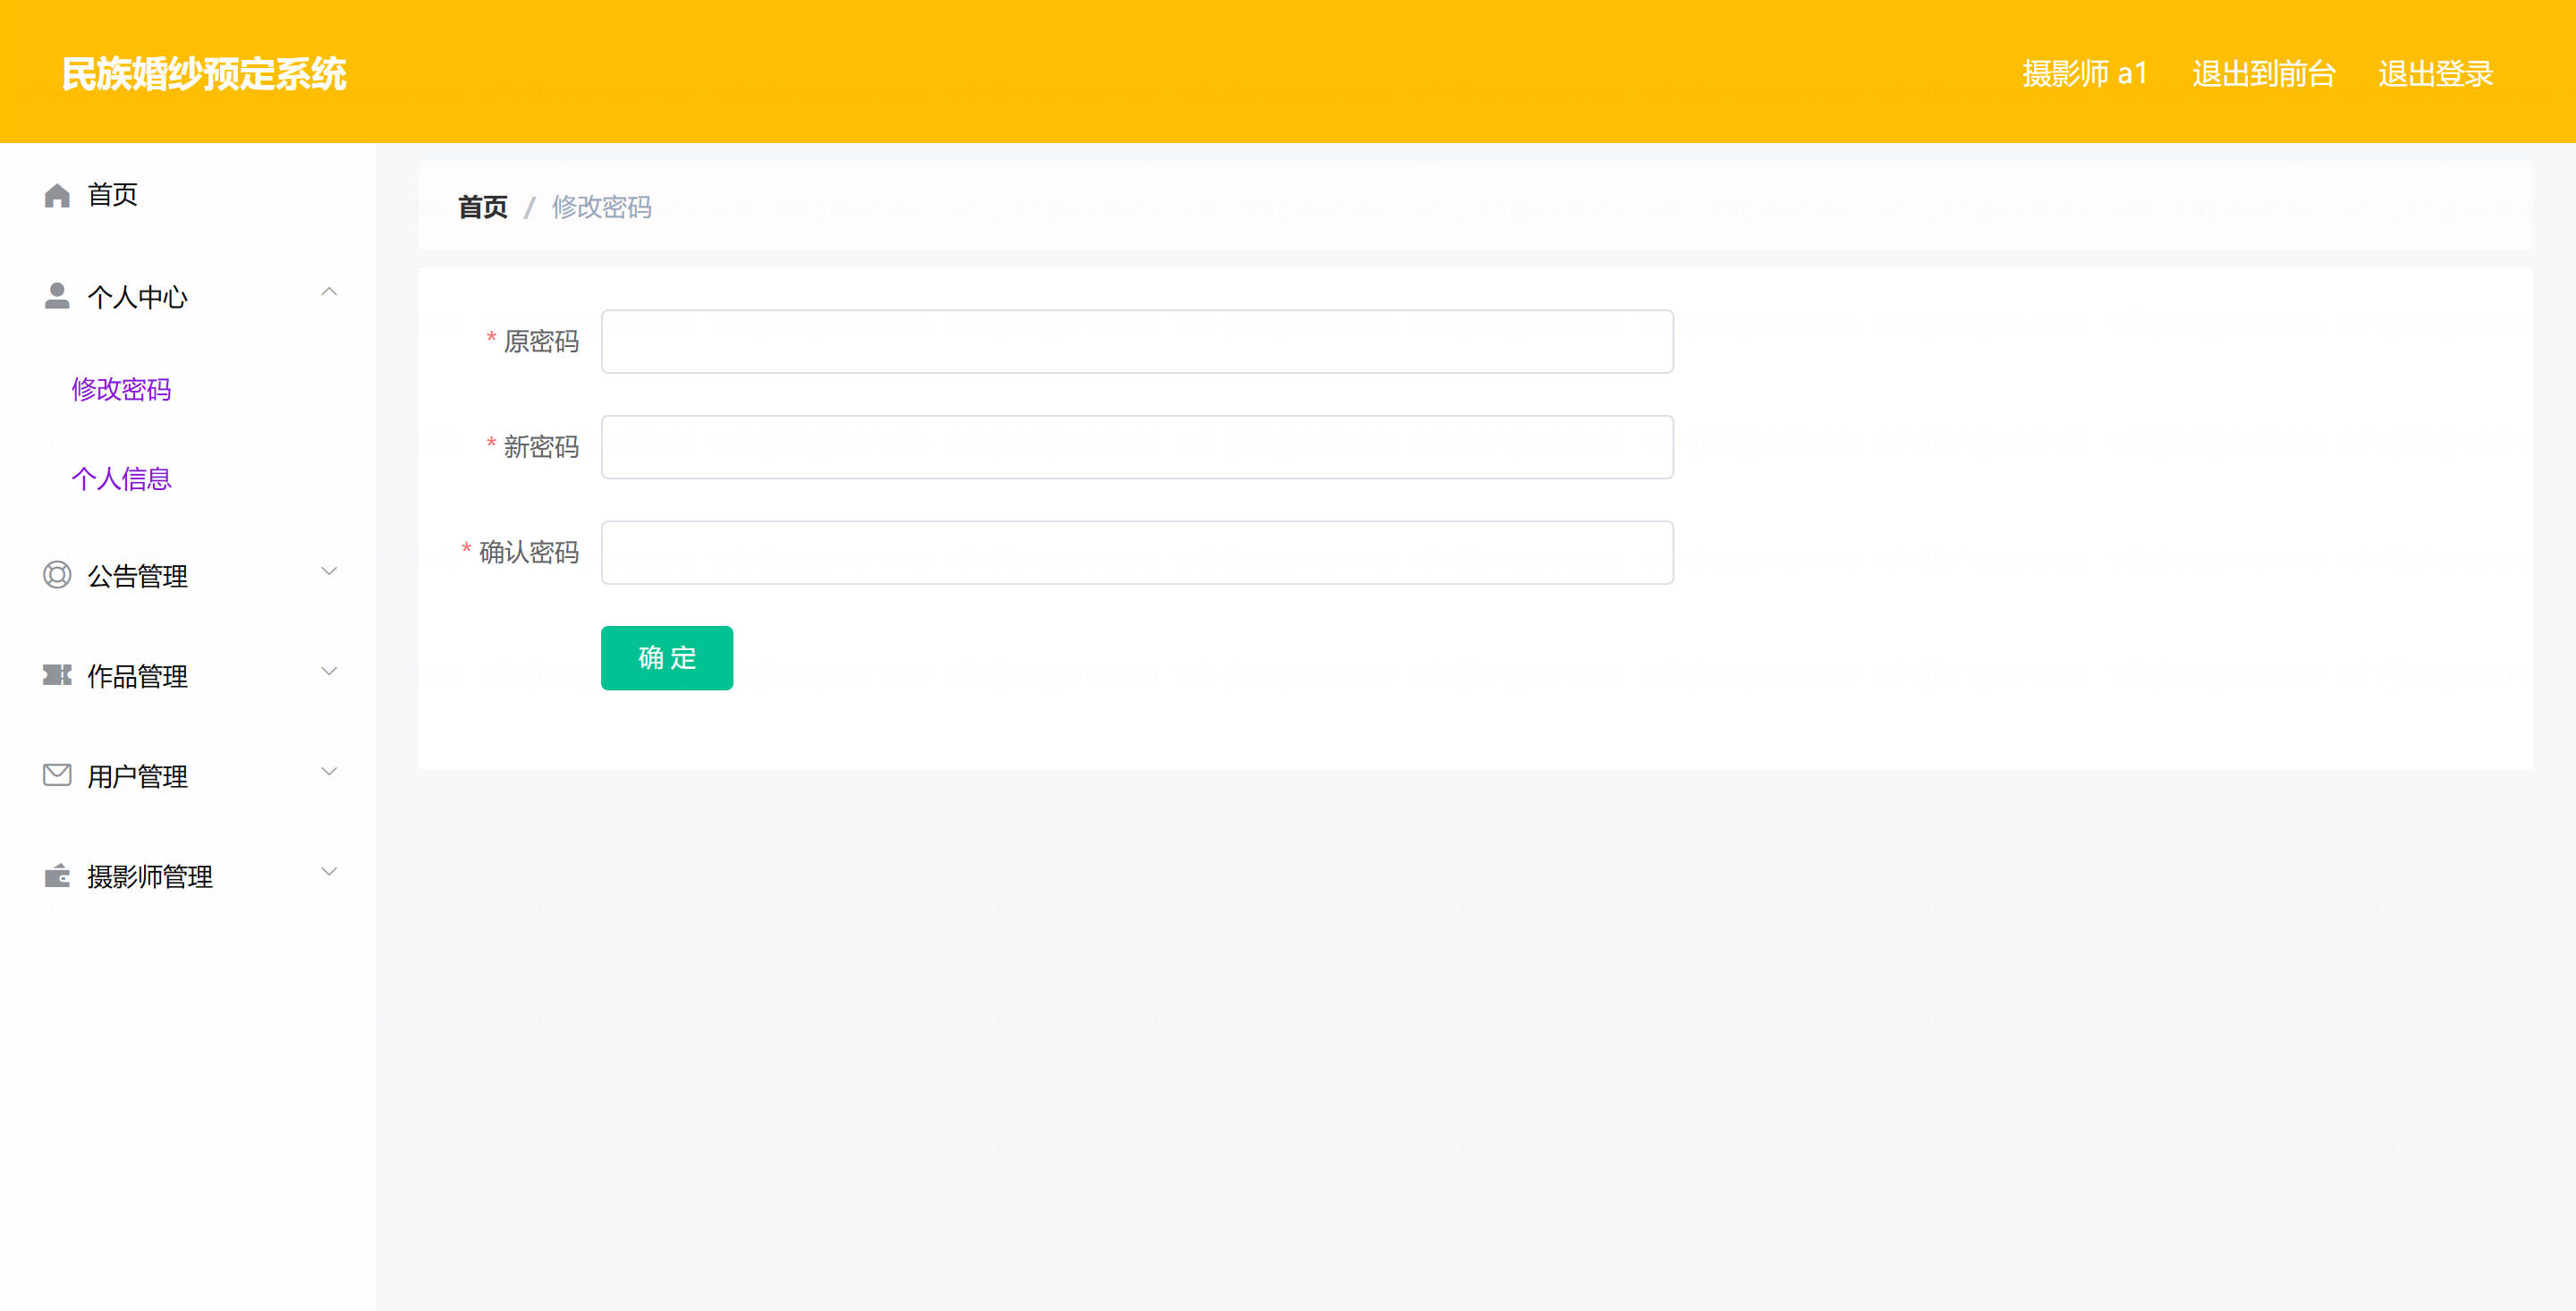 民族婚纱预定系统
摄影师 a1 退出到前台 退出登录
首页
个人中心
修改密码
个人信息
公告管理
作品管理
用户管理
摄影师管理
首页 / 修改密码
* 原密码
* 新密码
* 确认密码
确 定